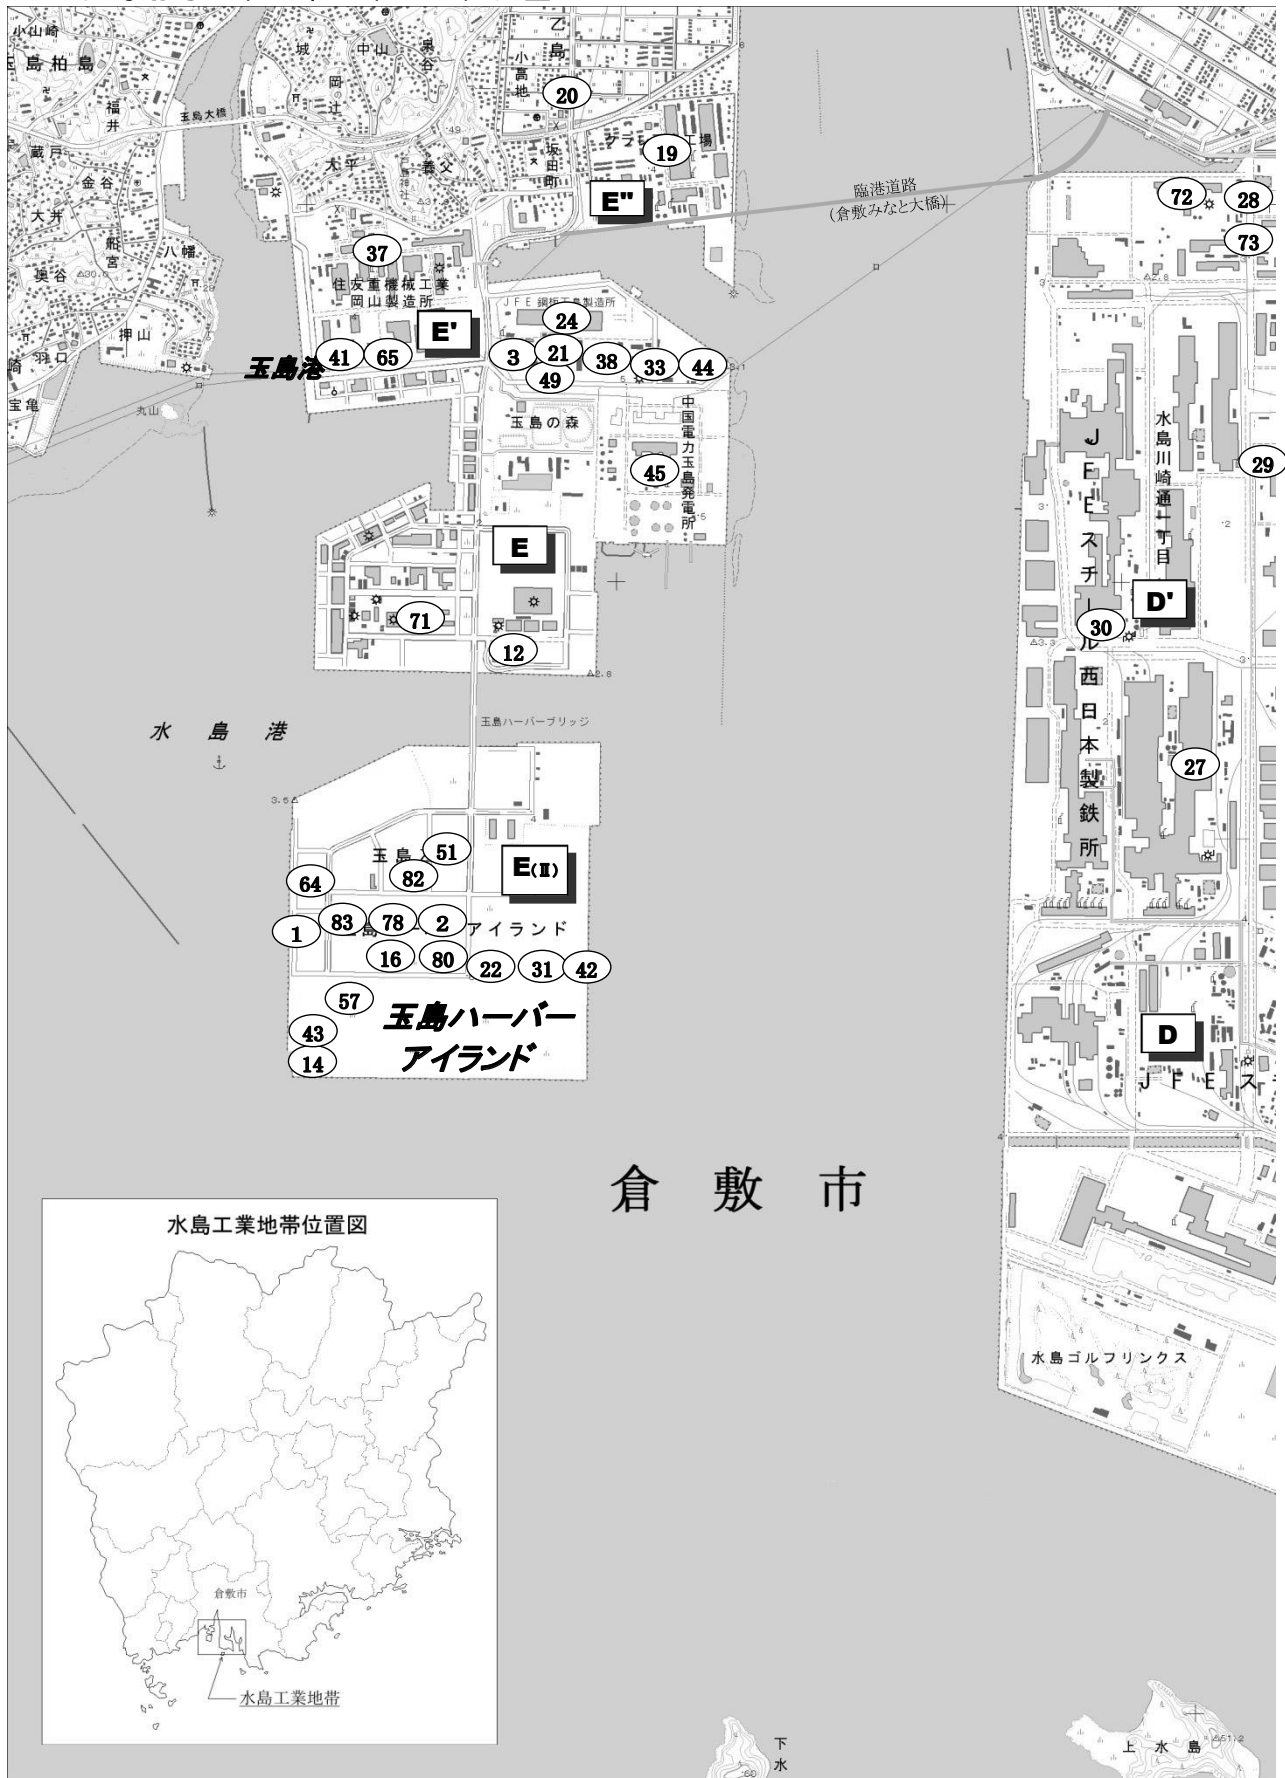 小山崎
玉島柏島
福井
蔵戸
金谷
大井
船宮
奥谷
八幡
押山
羽口
崎
宝亀
丸山
玉島大橋
城
中山
泉谷
岡の辻
太平
養父
乙島
小高地
坂田町
20
19
E"
臨港道路
(倉敷みなと大橋)
72
28
73
37
住友重機械工業
岡山製造所
E'
JFE鋼板玉島製造所
24
41
65
玉島港
3
21
38
33
44
49
玉島の森
中国電力玉島発電所
45
E
71
12
玉島ハーバーブリッジ
水島港
JFEスチール西日本製鉄所
水島川崎通一丁目
29
D'
30
27
51
82
64
E(Ⅱ)
83
78
2
1
アイランド
16
80
22
31
42
57
43
14
玉島ハーバー
アイランド
D
JFEス
倉敷市
水島ゴルフリンクス
水島工業地帯位置図
倉敷市
水島工業地帯
下水
上水島